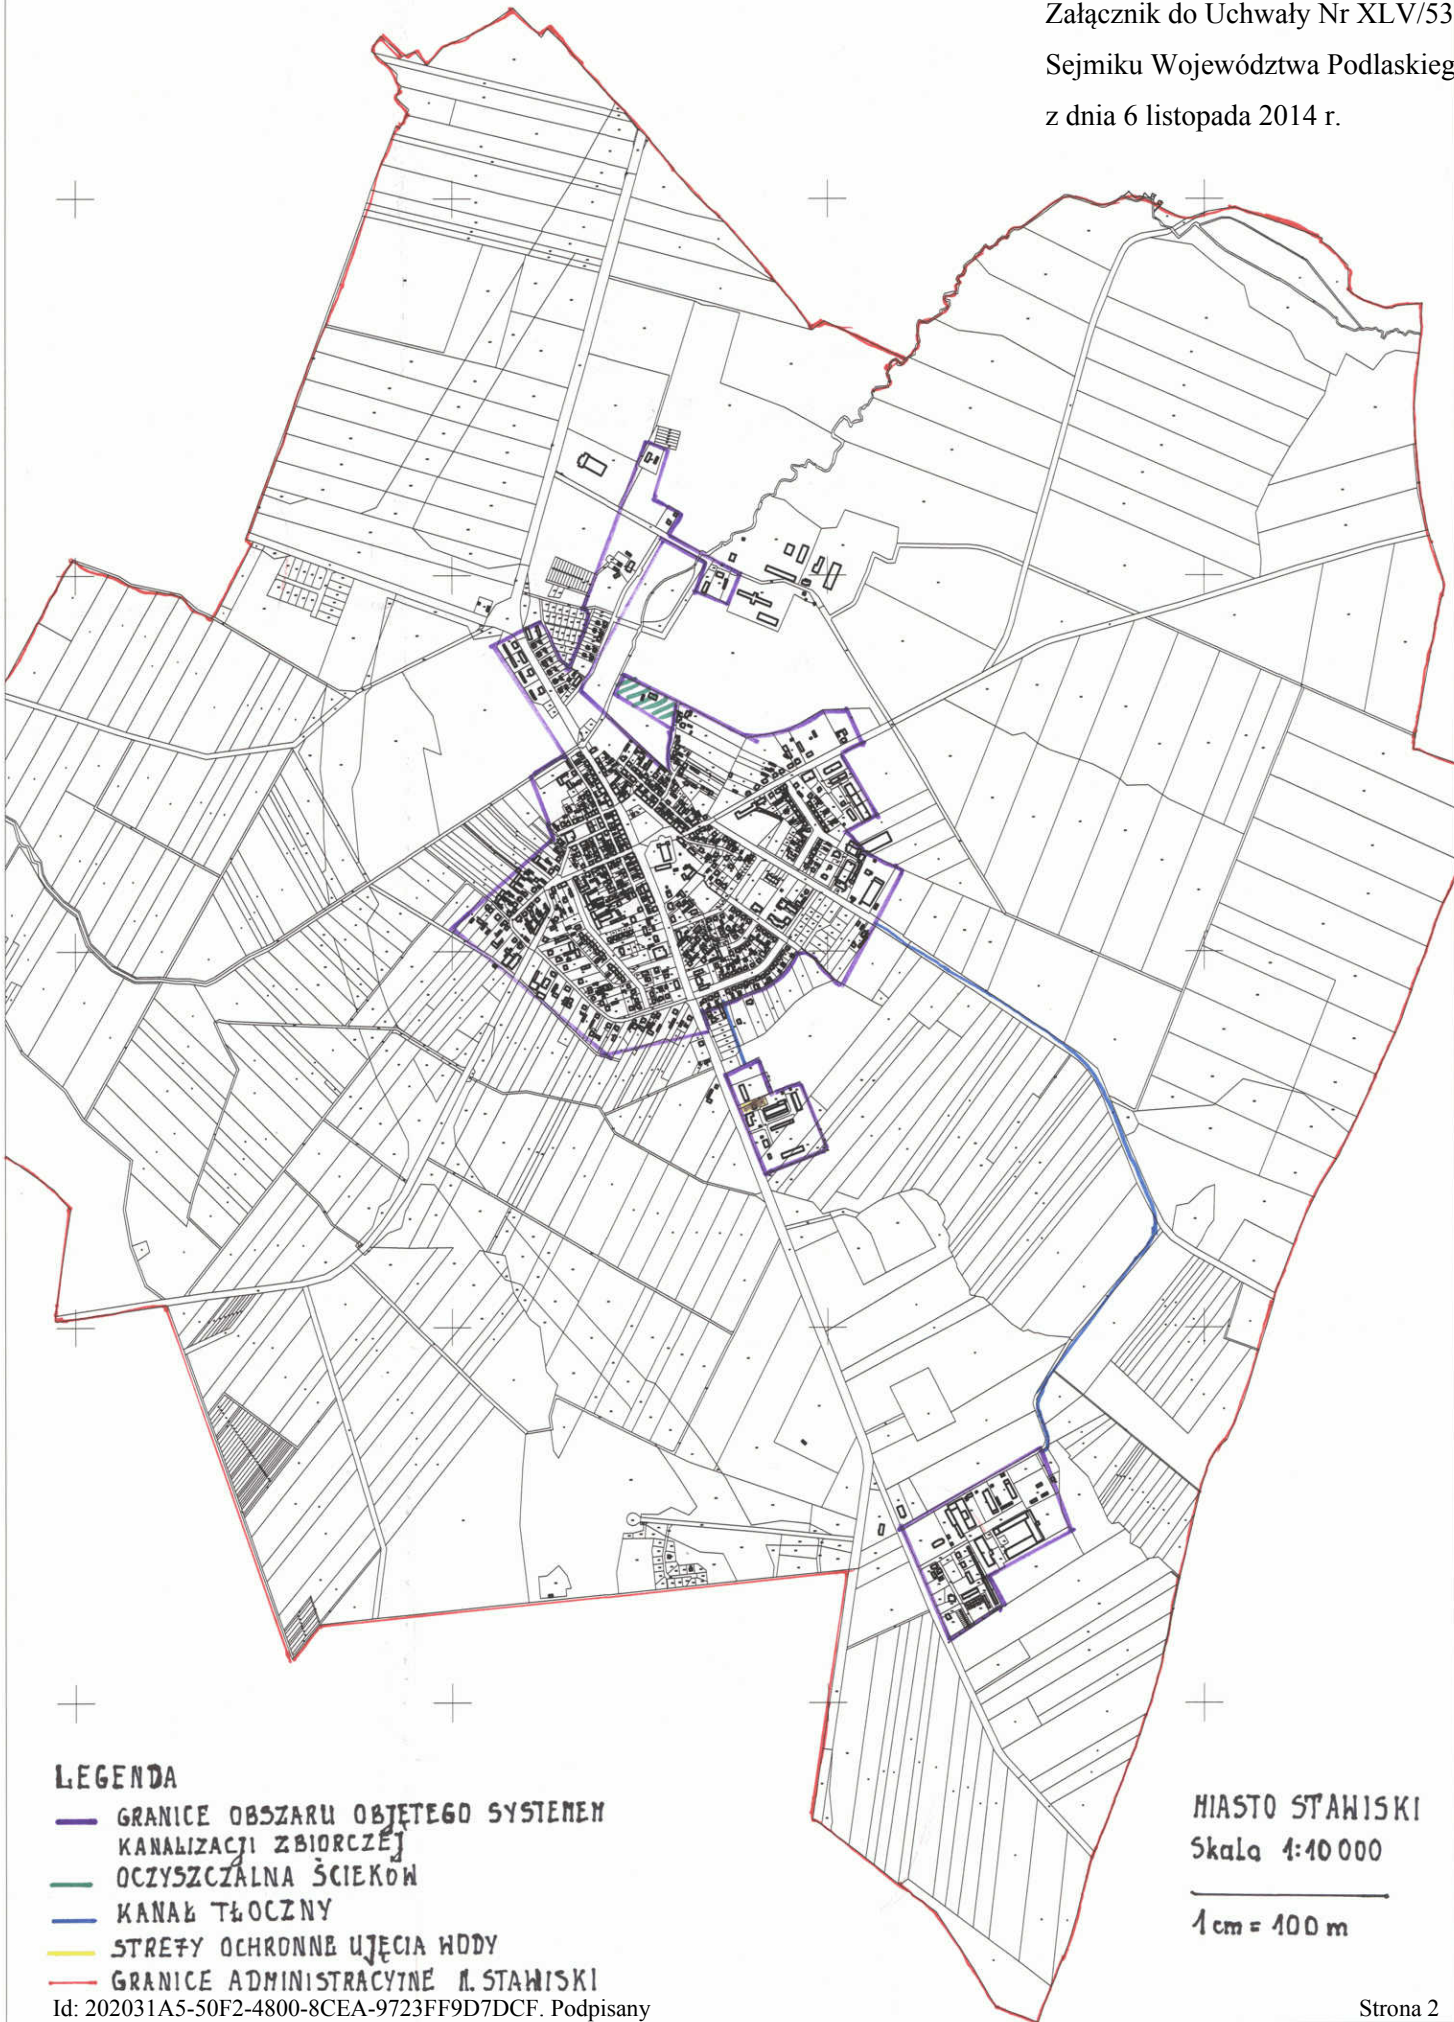 Załącznik do Uchwały Nr XLV/53
Sejmiku Województwa Podlaskieg
z dnia 6 listopada 2014 r.
LEGENDA
GRANICE OBSZARU OBJĘTEGO SYSTEMEM
KANALIZACJI ZBIORCZEJ
OCZYSZCZALNA ŚCIEKÓW
KANAŁ TŁOCZNY
STREFY OCHRONNE UJĘCIA WODY
GRANICE ADMINISTRACYJNE M. STAWISKI
MIASTO STAWISKI
Skala 1:10 000
1 cm = 100 m
Id: 202031A5-50F2-4800-8CEA-9723FF9D7DCF. Podpisany
Strona 2